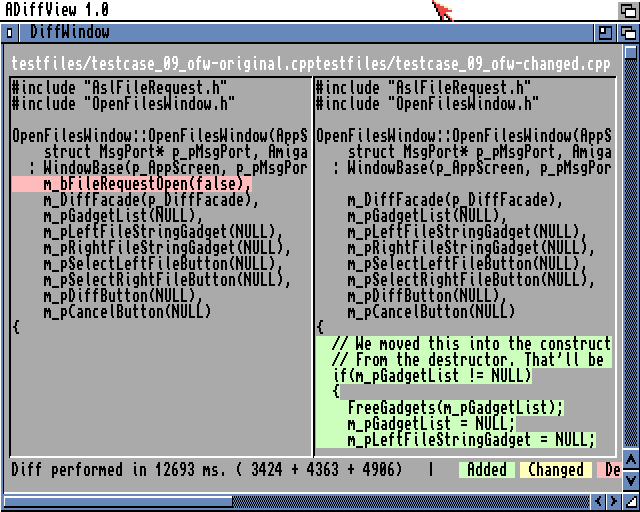 ADiffView 1.0
DiffWindow
testfiles/testcase_09_ofw-original.cpp
#include "AslFileRequest.h"
#include "OpenFilesWindow.h"
OpenFilesWindow::OpenFilesWindow(AppS
struct MsgPort* p_pMsgPort, Amiga
: WindowBase(p_AppScreen, p_pMsgPor
m_bFileRequestOpen(false),
m_DiffFacade(p_DiffFacade),
m_pGadgetList(NULL),
m_pLeftFileStringGadget(NULL),
m_pRightFileStringGadget(NULL),
m_pSelectLeftFileButton(NULL),
m_pSelectRightFileButton(NULL),
m_pDiffButton(NULL),
m_pCancelButton(NULL)
{
testfiles/testcase_09_ofw-changed.cpp
#include "AslFileRequest.h"
#include "OpenFilesWindow.h"
OpenFilesWindow::OpenFilesWindow(AppS
struct MsgPort* p_pMsgPort, Amiga
: WindowBase(p_AppScreen, p_pMsgPor
m_DiffFacade(p_DiffFacade),
m_pGadgetList(NULL),
m_pLeftFileStringGadget(NULL),
m_pRightFileStringGadget(NULL),
m_pSelectLeftFileButton(NULL),
m_pSelectRightFileButton(NULL),
m_pDiffButton(NULL),
m_pCancelButton(NULL)
{
// We moved this into the construct
// From the destructor. That'll be
if(m_pGadgetList != NULL)
{
FreeGadgets(m_pGadgetList);
m_pGadgetList = NULL;
m_pLeftFileStringGadget = NULL;
Diff performed in 12693 ms. ( 3424 + 4363 + 4906) | Added Changed De